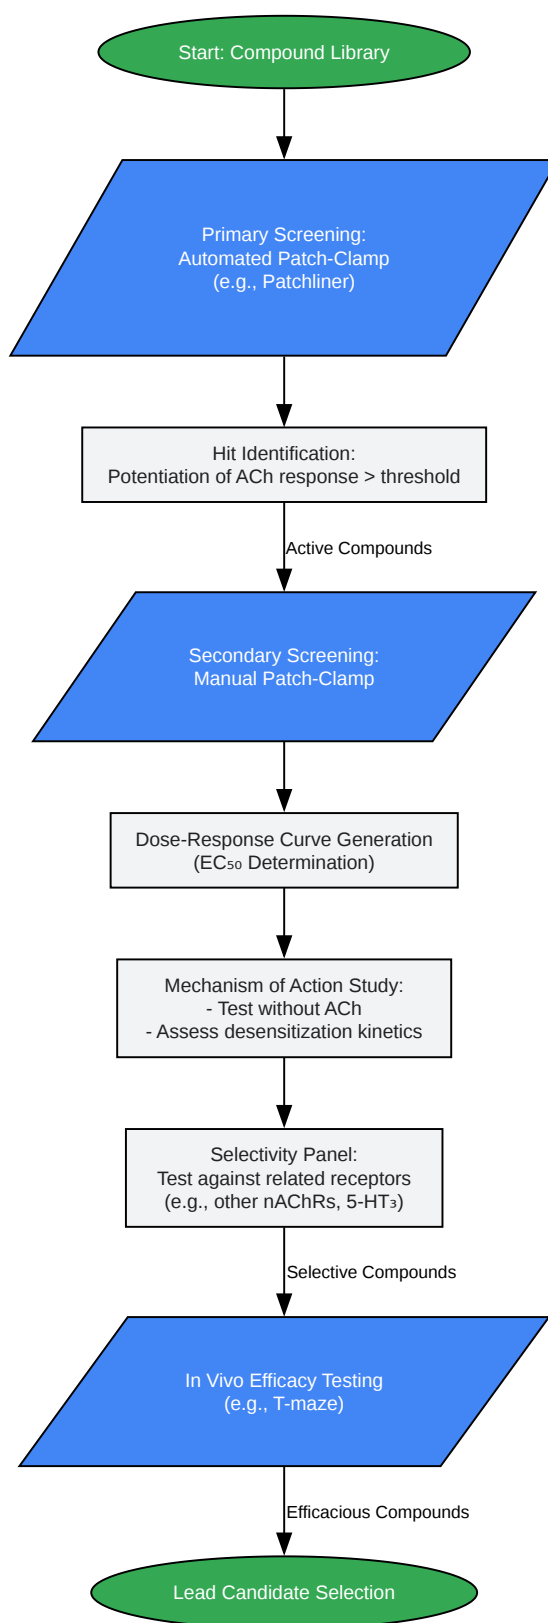 Start: Compound Library
Primary Screening:
Automated Patch-Clamp
(e.g., Patchliner)
Hit Identification:
Potentiation of ACh response > threshold
Active Compounds
Secondary Screening:
Manual Patch-Clamp
Dose-Response Curve Generation
(EC₅₀ Determination)
Mechanism of Action Study:
- Test without ACh
- Assess desensitization kinetics
Selectivity Panel:
Test against related receptors
(e.g., other nAChRs, 5-HT₃)
Selective Compounds
In Vivo Efficacy Testing
(e.g., T-maze)
Efficacious Compounds
Lead Candidate Selection